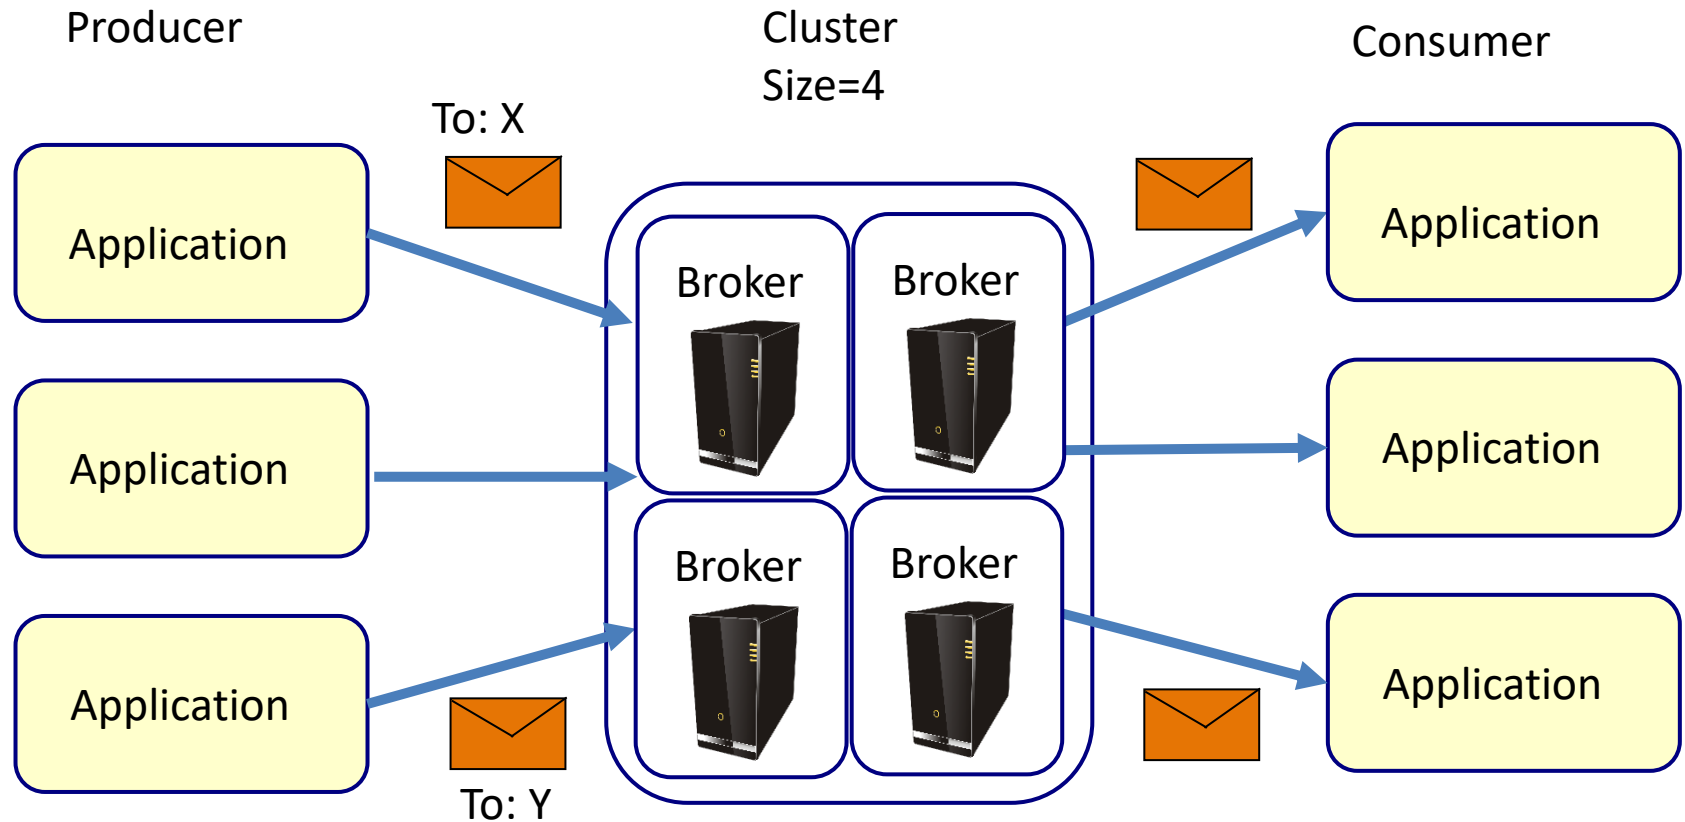 Producer
Cluster
Size=4
Consumer
To: X
Application
Broker
Broker
Application
Application
Application
Broker
Broker
Application
Application
To: Y